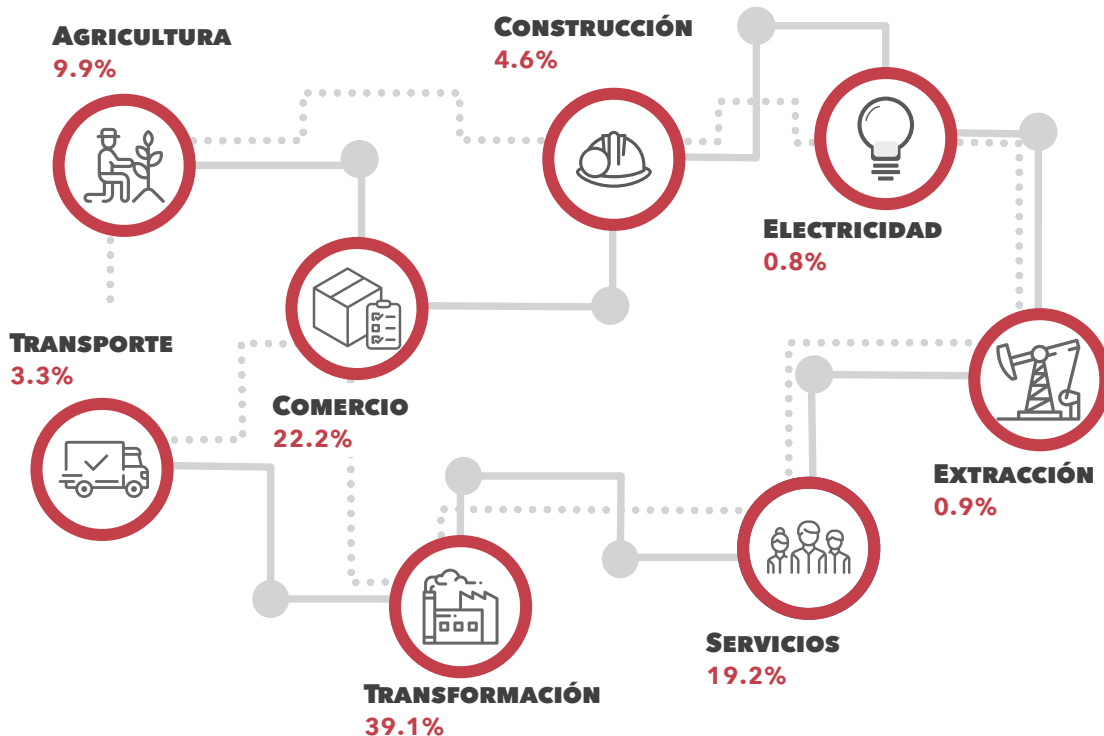 AGRICULTURA
9.9%
CONSTRUCCIÓN
4.6%
ELECTRICIDAD
0.8%
TRANSPORTE
3.3%
COMERCIO
22.2%
EXTRACCIÓN
0.9%
SERVICIOS
19.2%
TRANSFORMACIÓN
39.1%